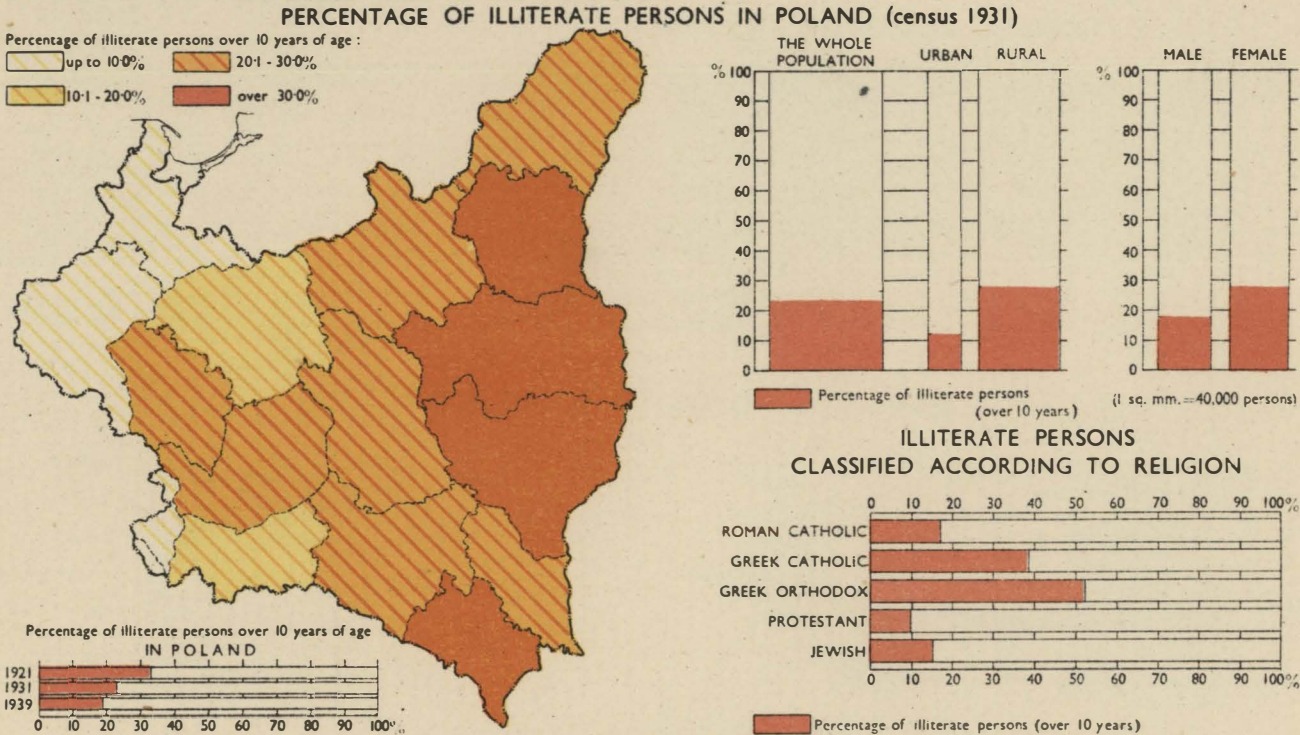 PERCENTAGE OF ILLITERATE PERSONS IN POLAND (census 1931)
Percentage of illiterate persons over 10 years of age :
up to 10·0%
20·1 - 30·0%
10·1 - 20·0%
over 30·0%
THE WHOLE
POPULATION
URBAN
RURAL
% 100
90
80
70
60
50
40
30
20
10
0
Percentage of illiterate persons
(over 10 years)
MALE
FEMALE
% 100
90
80
70
60
50
40
30
20
10
0
(1 sq. mm.=40,000 persons)
ILLITERATE PERSONS
CLASSIFIED ACCORDING TO RELIGION
0 10 20 30 40 50 60 70 80 90 100%
ROMAN CATHOLIC
GREEK CATHOLIC
GREEK ORTHODOX
PROTESTANT
JEWISH
0 10 20 30 40 50 60 70 80 90 100%
Percentage of illiterate persons (over 10 years)
Percentage of illiterate persons over 10 years of age
IN POLAND
1921
1931
1939
0 10 20 30 40 50 60 70 80 90 100%